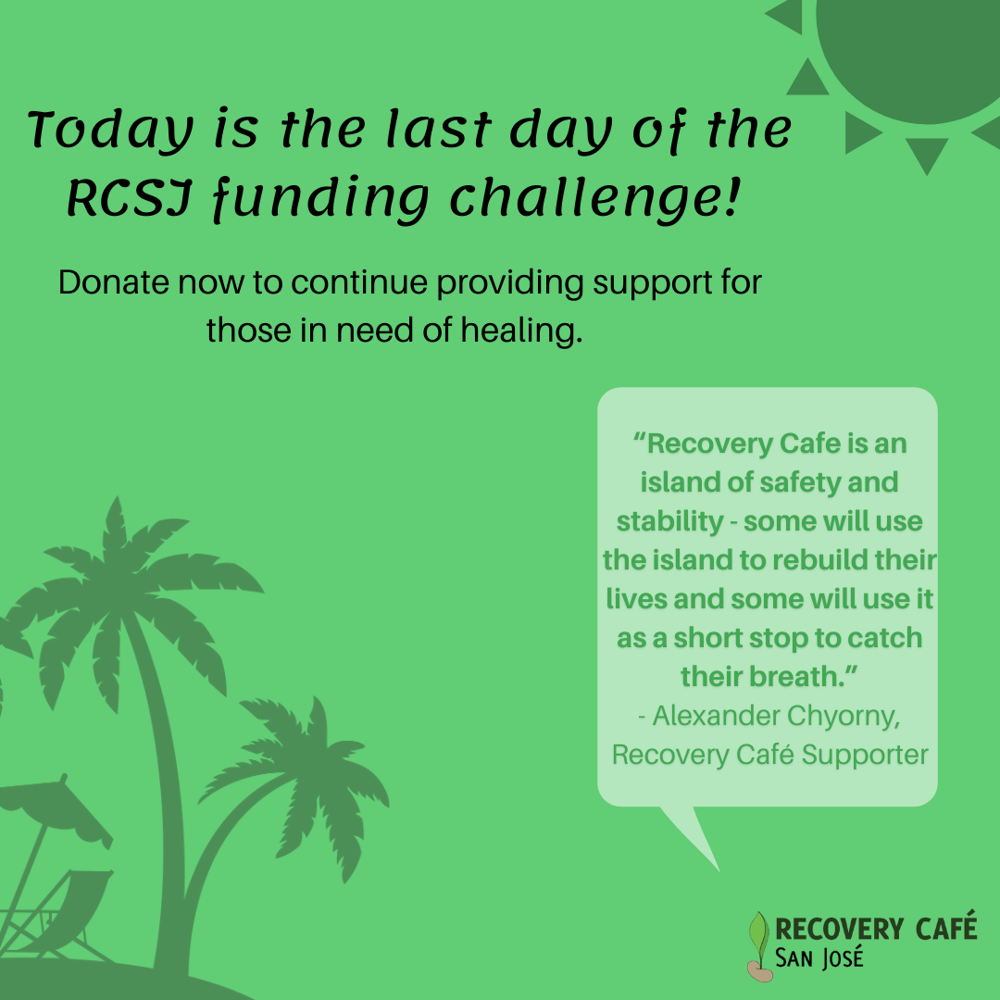 Today is the last day of the
RCSJ funding challenge!
Donate now to continue providing support for
those in need of healing.
“Recovery Cafe is an
island of safety and
stability - some will use
the island to rebuild their
lives and some will use it
as a short stop to catch
their breath.”
- Alexander Chyorny,
Recovery Café Supporter
RECOVERY CAFÉ
SAN JOSÉ